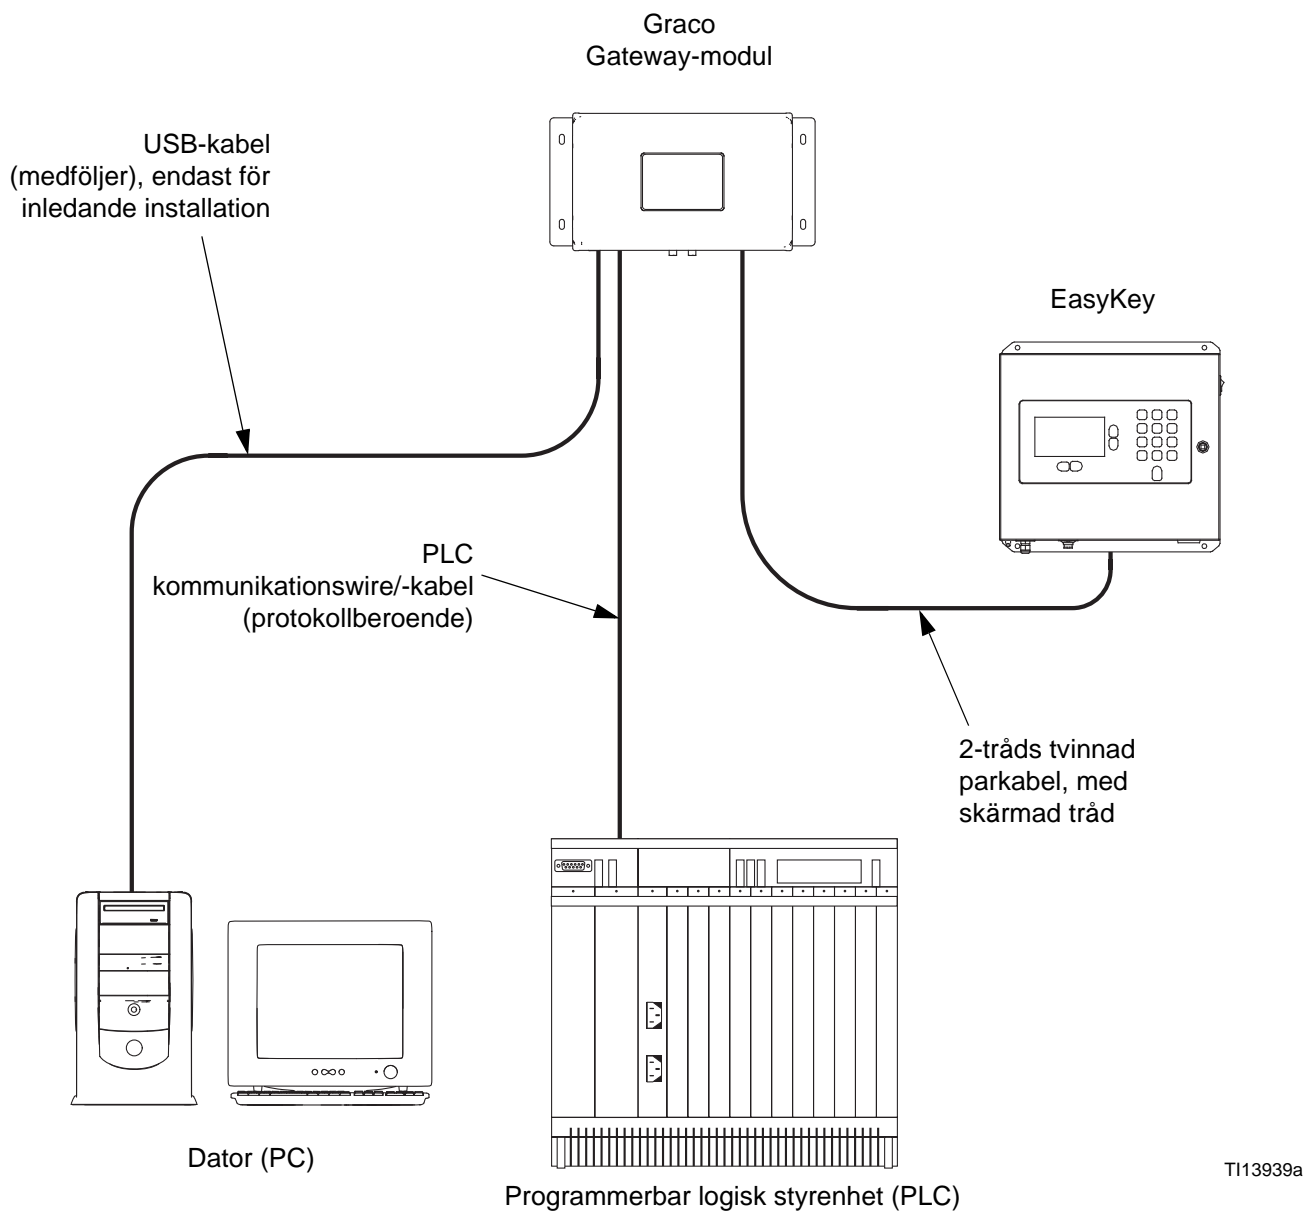 Graco
Gateway-modul
USB-kabel
(medföljer), endast för
inledande installation
EasyKey
PLC
kommunikationswire/-kabel
(protokollberoende)
2-tråds tvinnad
parkabel, med
skärmad tråd
Dator (PC)
TI13939a
Programmerbar logisk styrenhet (PLC)